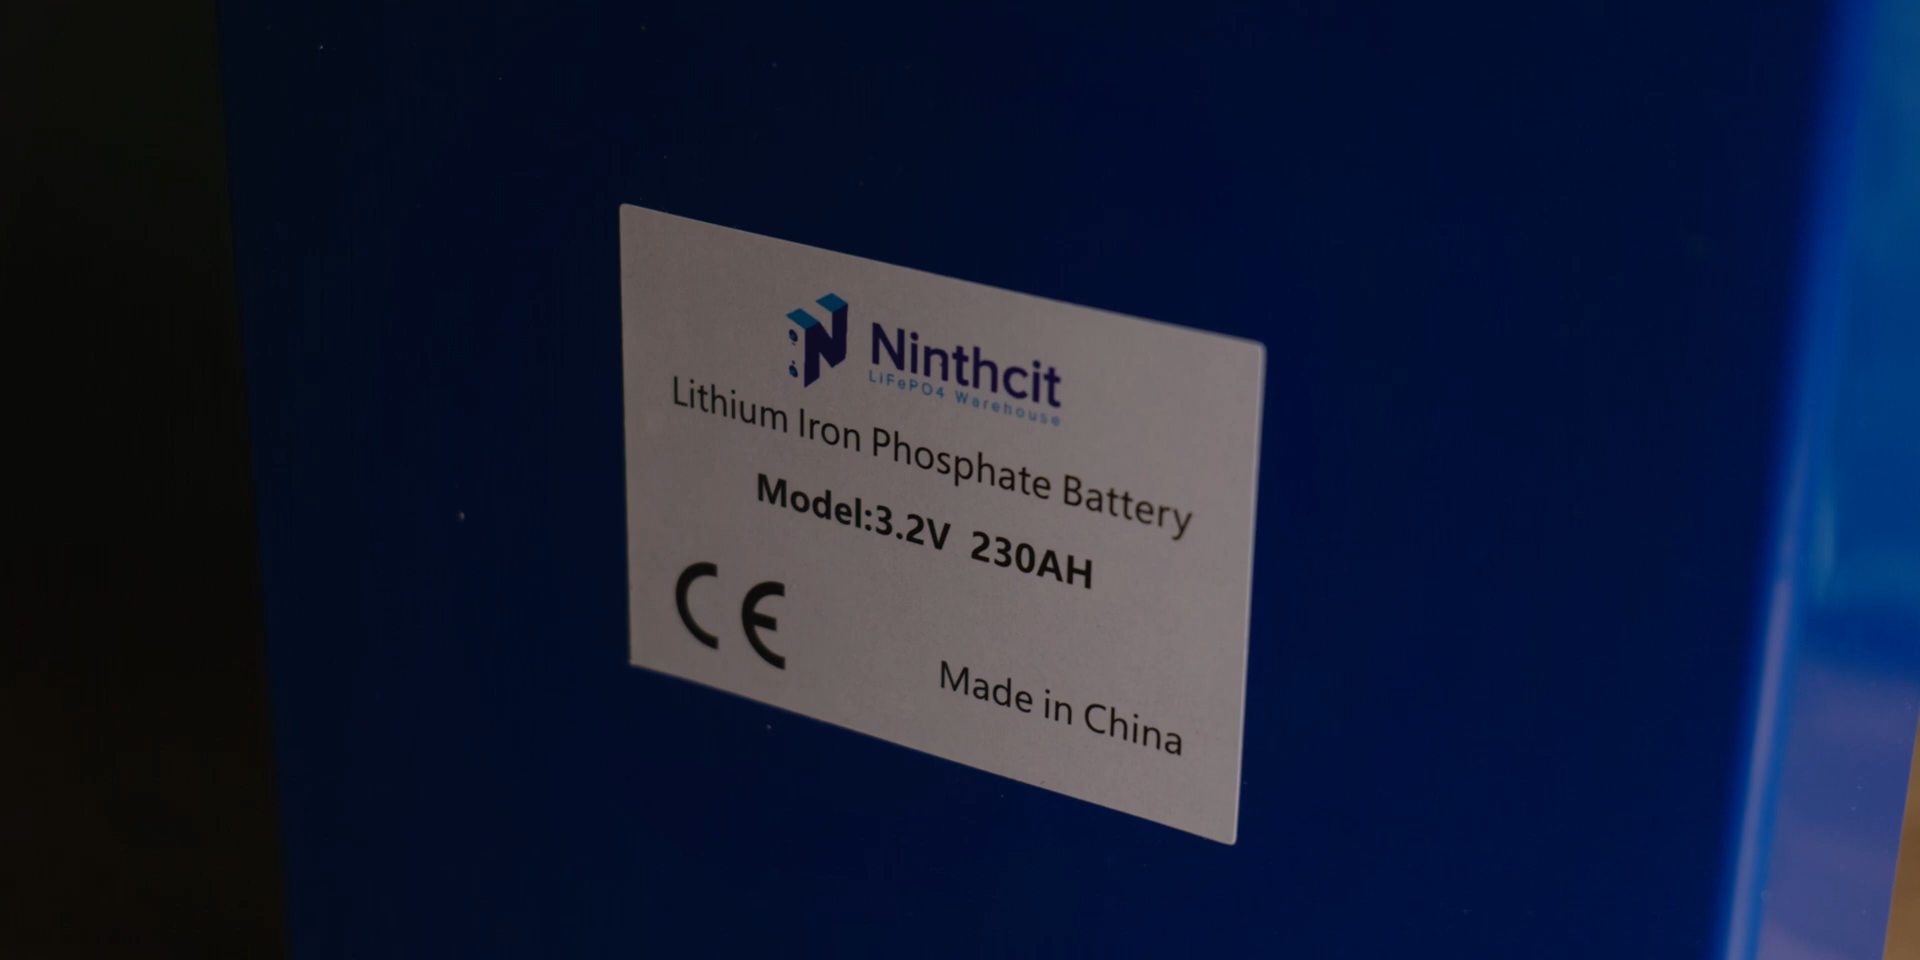 Ninthcit
LiFePO4 Warehouse
Lithium Iron Phosphate Battery
Model:3.2V 230AH
CE
Made in China